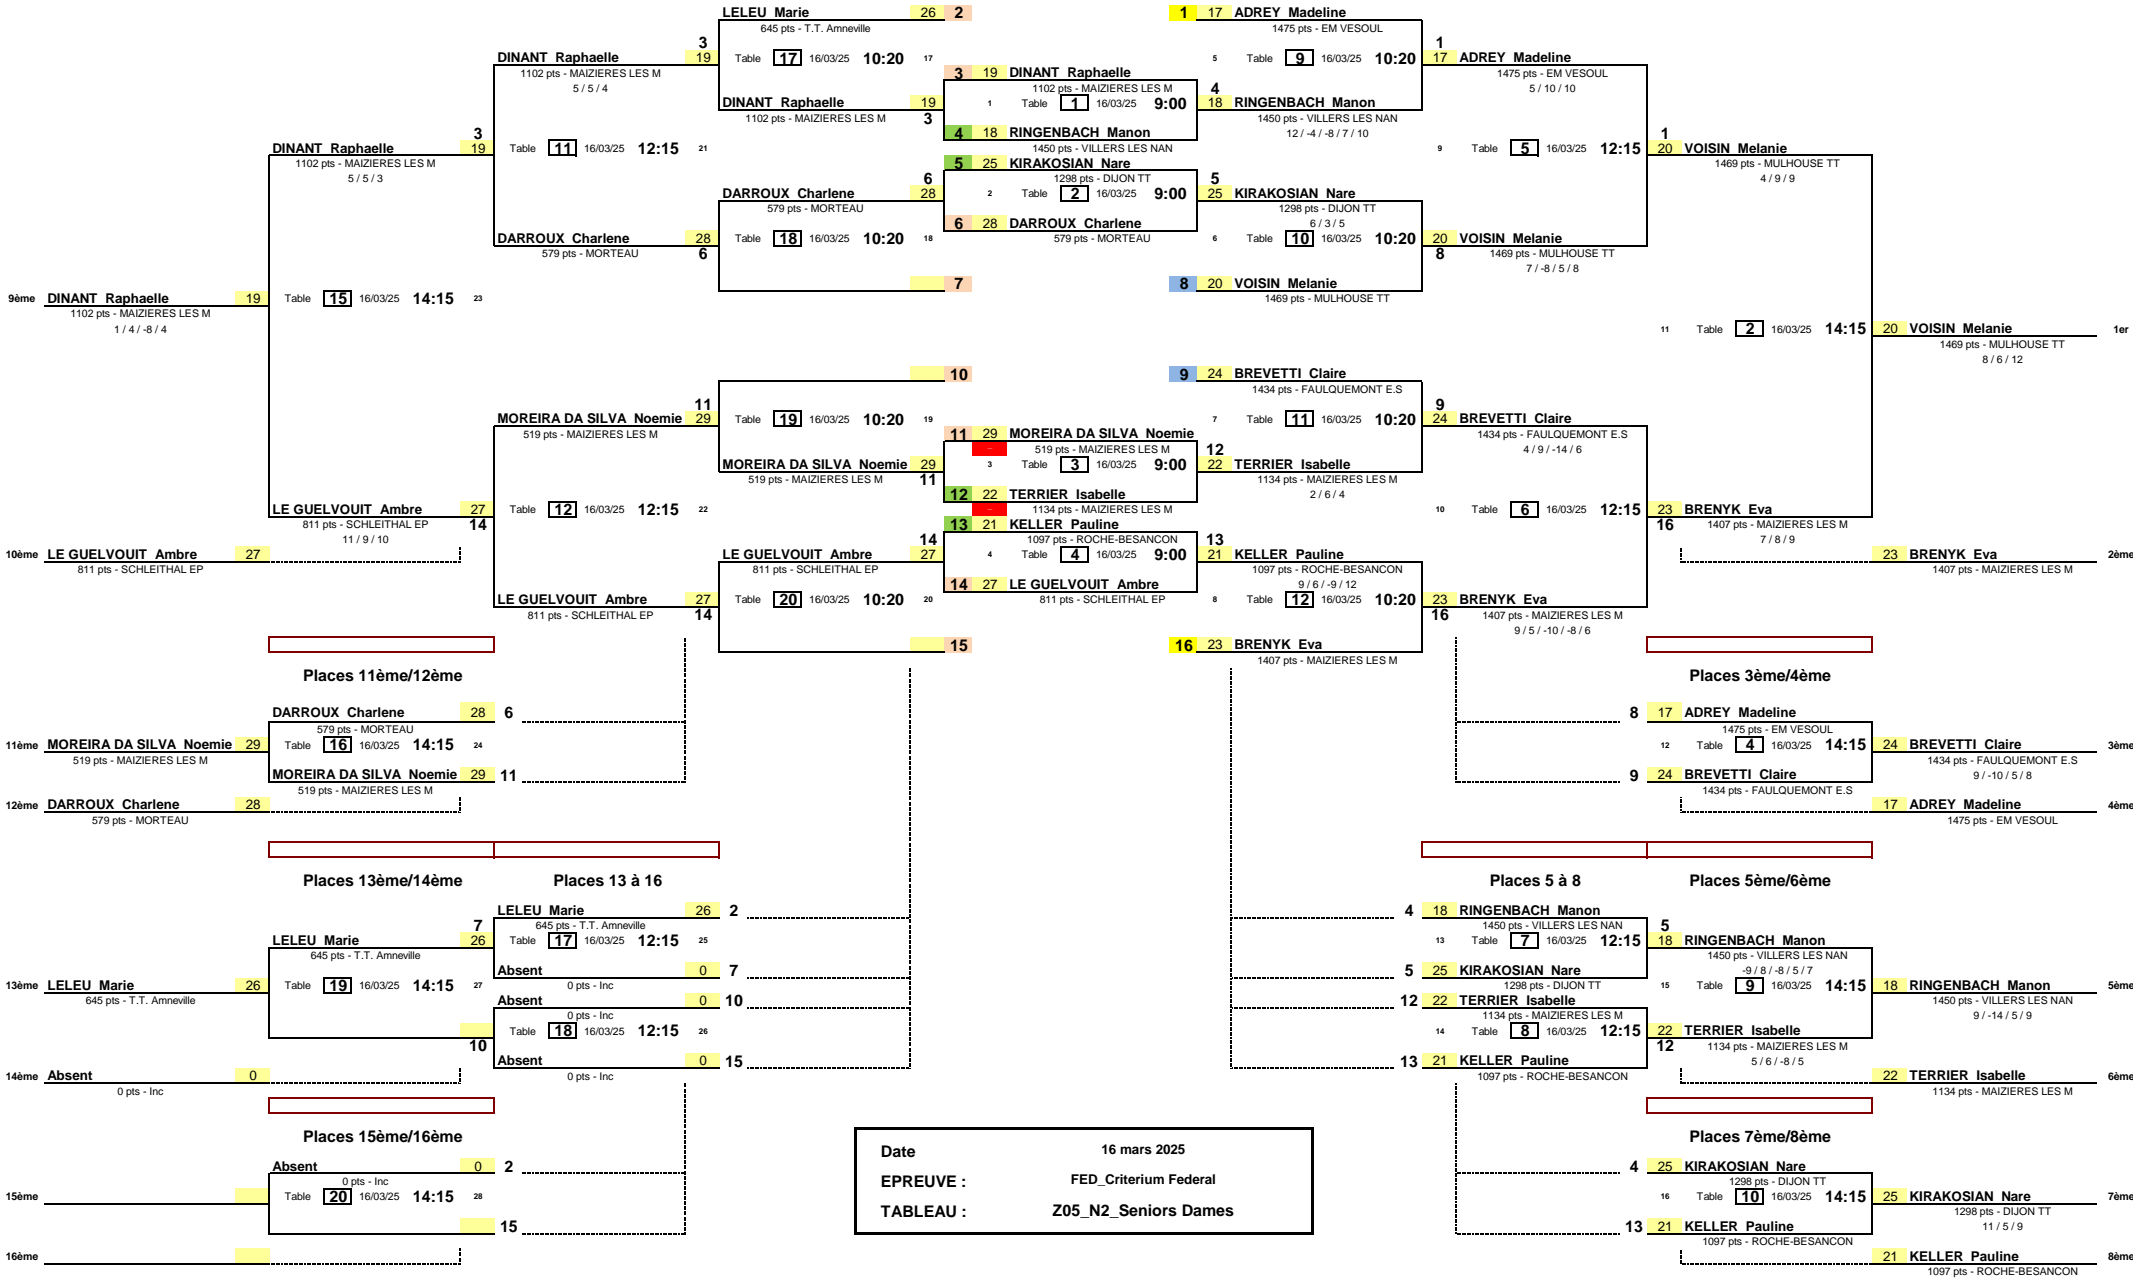 LELEU Marie 26 2
645 pts - T.T. Amneville
1 17 ADREY Madeline
1475 pts - EM VESOUL
3
DINANT Raphaelle 19
1102 pts - MAIZIERES LES M
5 / 5 / 4
Table 17 16/03/25 10:20 17
5 Table 9 16/03/25 10:20
1
17 ADREY Madeline
1475 pts - EM VESOUL
5 / 10 / 10
3 19 DINANT Raphaelle
1102 pts - MAIZIERES LES M
DINANT Raphaelle 19
1102 pts - MAIZIERES LES M 3
1 Table 1 16/03/25 9:00
4
18 RINGENBACH Manon
1450 pts - VILLERS LES NAN
12 / -4 / -8 / 7 / 10
4 18 RINGENBACH Manon
1450 pts - VILLERS LES NAN
3
DINANT Raphaelle 19
1102 pts - MAIZIERES LES M
5 / 5 / 3
Table 11 16/03/25 12:15 21
9 Table 5 16/03/25 12:15
1
20 VOISIN Melanie
1469 pts - MULHOUSE TT
4 / 9 / 9
5 25 KIRAKOSIAN Nare
1298 pts - DIJON TT
6
DARROUX Charlene 28
579 pts - MORTEAU
2 Table 2 16/03/25 9:00
5
25 KIRAKOSIAN Nare
1298 pts - DIJON TT
6 / 3 / 5
6 28 DARROUX Charlene
579 pts - MORTEAU
DARROUX Charlene 28
579 pts - MORTEAU 6
Table 18 16/03/25 10:20 18
6 Table 10 16/03/25 10:20
20 VOISIN Melanie
8 1469 pts - MULHOUSE TT
7 / -8 / 5 / 8
7
8 20 VOISIN Melanie
1469 pts - MULHOUSE TT
9ème DINANT Raphaelle 19
1102 pts - MAIZIERES LES M
1 / 4 / -8 / 4
Table 15 16/03/25 14:15 23
11 Table 2 16/03/25 14:15
20 VOISIN Melanie 1er
1469 pts - MULHOUSE TT
8 / 6 / 12
10
9 24 BREVETTI Claire
1434 pts - FAULQUEMONT E.S
11
MOREIRA DA SILVA Noemie 29
519 pts - MAIZIERES LES M
Table 19 16/03/25 10:20 19
7 Table 11 16/03/25 10:20
9
24 BREVETTI Claire
1434 pts - FAULQUEMONT E.S
4 / 9 / -14 / 6
11 29 MOREIRA DA SILVA Noemie
519 pts - MAIZIERES LES M
MOREIRA DA SILVA Noemie 29
519 pts - MAIZIERES LES M 11
3 Table 3 16/03/25 9:00
12
22 TERRIER Isabelle
1134 pts - MAIZIERES LES M
2 / 6 / 4
12 22 TERRIER Isabelle
1134 pts - MAIZIERES LES M
LE GUELVOUIT Ambre 27
811 pts - SCHLEITHAL EP 14
11 / 9 / 10
Table 12 16/03/25 12:15 22
10 Table 6 16/03/25 12:15
23 BRENYK Eva
16 1407 pts - MAIZIERES LES M
7 / 8 / 9
13 21 KELLER Pauline
1097 pts - ROCHE-BESANCON
10ème LE GUELVOUIT Ambre 27
811 pts - SCHLEITHAL EP
14
LE GUELVOUIT Ambre 27
811 pts - SCHLEITHAL EP
4 Table 4 16/03/25 9:00
13
21 KELLER Pauline
1097 pts - ROCHE-BESANCON
9 / 6 / -9 / 12
23 BRENYK Eva 2ème
1407 pts - MAIZIERES LES M
14 27 LE GUELVOUIT Ambre
811 pts - SCHLEITHAL EP
LE GUELVOUIT Ambre 27
811 pts - SCHLEITHAL EP 14
Table 20 16/03/25 10:20 20
8 Table 12 16/03/25 10:20
23 BRENYK Eva
16 1407 pts - MAIZIERES LES M
9 / 5 / -10 / -8 / 6
15
16 23 BRENYK Eva
1407 pts - MAIZIERES LES M
Places 11ème/12ème
Places 3ème/4ème
DARROUX Charlene 28 6
579 pts - MORTEAU
8 17 ADREY Madeline
1475 pts - EM VESOUL
11ème MOREIRA DA SILVA Noemie 29
519 pts - MAIZIERES LES M
Table 16 16/03/25 14:15 24
12 Table 4 16/03/25 14:15
24 BREVETTI Claire 3ème
1434 pts - FAULQUEMONT E.S
9 / -10 / 5 / 8
MOREIRA DA SILVA Noemie 29 11
519 pts - MAIZIERES LES M
9 24 BREVETTI Claire
1434 pts - FAULQUEMONT E.S
12ème DARROUX Charlene 28
579 pts - MORTEAU
17 ADREY Madeline 4ème
1475 pts - EM VESOUL
Places 13ème/14ème Places 13 à 16
Places 5 à 8 Places 5ème/6ème
LELEU Marie 26 2
645 pts - T.T. Amneville
4 18 RINGENBACH Manon
1450 pts - VILLERS LES NAN
7
LELEU Marie 26
645 pts - T.T. Amneville
Table 17 16/03/25 12:15 25
13 Table 7 16/03/25 12:15
5
18 RINGENBACH Manon
1450 pts - VILLERS LES NAN
-9 / 8 / -8 / 5 / 7
Absent 0 7
0 pts - Inc
5 25 KIRAKOSIAN Nare
1298 pts - DIJON TT
13ème LELEU Marie 26
645 pts - T.T. Amneville
Table 19 16/03/25 14:15 27
15 Table 9 16/03/25 14:15
18 RINGENBACH Manon 5ème
1450 pts - VILLERS LES NAN
9 / -14 / 5 / 9
Absent 0 10
0 pts - Inc
12 22 TERRIER Isabelle
1134 pts - MAIZIERES LES M
10
Table 18 16/03/25 12:15 26
14 Table 8 16/03/25 12:15
22 TERRIER Isabelle
12 1134 pts - MAIZIERES LES M
5 / 6 / -8 / 5
Absent 0 15
0 pts - Inc
13 21 KELLER Pauline
1097 pts - ROCHE-BESANCON
14ème Absent 0
0 pts - Inc
22 TERRIER Isabelle 6ème
1134 pts - MAIZIERES LES M
Places 15ème/16ème
Places 7ème/8ème
Date 16 mars 2025
EPREUVE : FED_Criterium Federal
TABLEAU : Z05_N2_Seniors Dames
Absent 0 2
0 pts - Inc
4 25 KIRAKOSIAN Nare
1298 pts - DIJON TT
15ème
Table 20 16/03/25 14:15 28
16 Table 10 16/03/25 14:15
25 KIRAKOSIAN Nare 7ème
1298 pts - DIJON TT
11 / 5 / 9
15
13 21 KELLER Pauline
1097 pts - ROCHE-BESANCON
16ème
21 KELLER Pauline 8ème
1097 pts - ROCHE-BESANCON